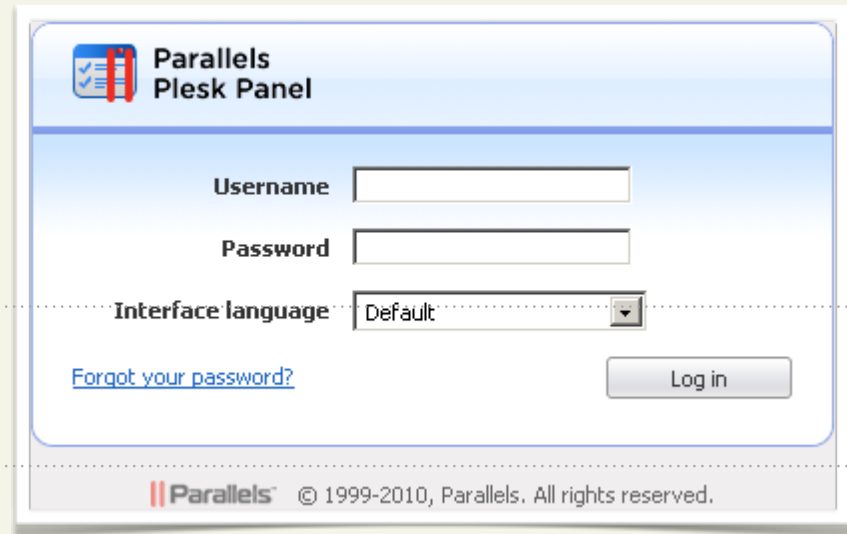 Parallels
Plesk Panel
Username
Password
Interface language Default
Forgot your password? Log in
Parallels™ © 1999-2010, Parallels. All rights reserved.